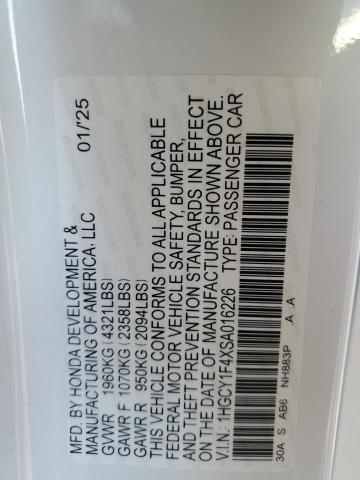 MFD. BY HONDA DEVELOPMENT &
MANUFACTURING OF AMERICA. LLC 01/'25
GVWR 1960KG (4321LBS)
GAWR F 1070KG (2358LBS)
GAWR R 950KG (2094LBS)
THIS VEHICLE CONFORMS TO ALL APPLICABLE
FEDERAL MOTOR VEHICLE SAFETY, BUMPER,
AND THEFT PREVENTION STANDARDS IN EFFECT
ON THE DATE OF MANUFACTURE SHOWN ABOVE.
V.I.N.: 1HGCY1F4XSA016226 TYPE: PASSENGER CAR
30A S AB6 NH883P A .A